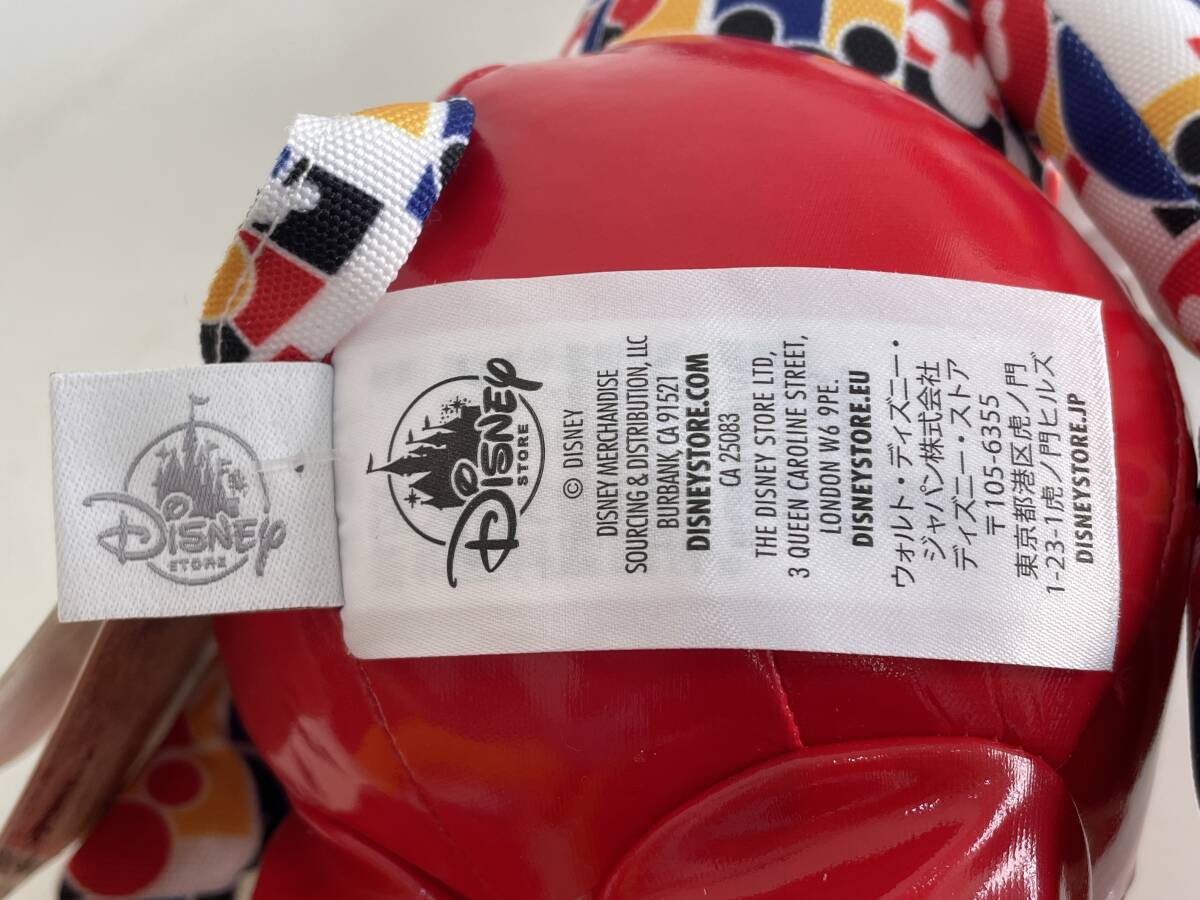 Disney
STORE
Disney
STORE
© DISNEY
DISNEY MERCHANDISE
SOURCING & DISTRIBUTION, LLC
BURBANK, CA 91521
DISNEYSTORE.COM
CA 25083
THE DISNEY STORE LTD,
3 QUEEN CAROLINE STREET,
LONDON W6 9PE.
DISNEYSTORE.EU
ウォルト・ディズニー・
ジャパン株式会社
ディズニー・ストア
〒105-6355
東京都港区虎ノ門
1-23-1虎ノ門ヒルズ
DISNEYSTORE.JP